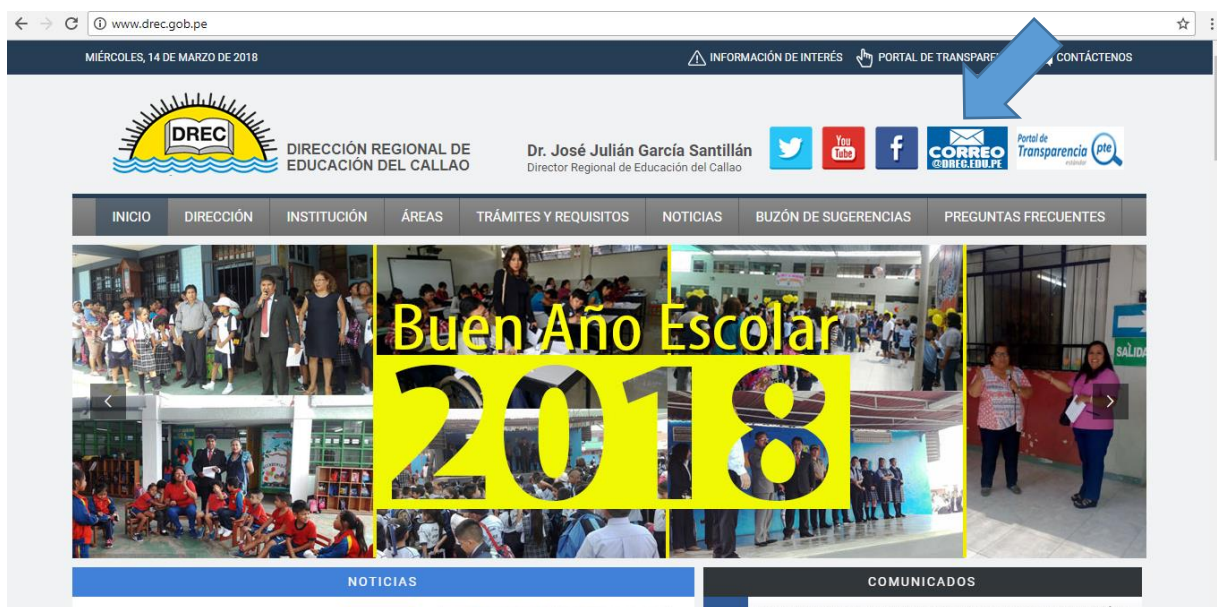 www.drec.gob.pe
MIÉRCOLES, 14 DE MARZO DE 2018
INFORMACIÓN DE INTERÉS
PORTAL DE
CONTÁCTENOS
DREC
DIRECCIÓN REGIONAL DE
EDUCACIÓN DEL CALLAO
Dr. José Julián García Santillán
Director Regional de Educación del Callao
You
Tube
f
CORREO
@DREC.EDU.PE
Portal de
Transparencia
estándar
pte
INICIO DIRECCIÓN INSTITUCIÓN ÁREAS TRÁMITES Y REQUISITOS NOTICIAS BUZÓN DE SUGERENCIAS PREGUNTAS FRECUENTES
Buen Año Escolar
2018
SALIDA
NOTICIAS
COMUNICADOS